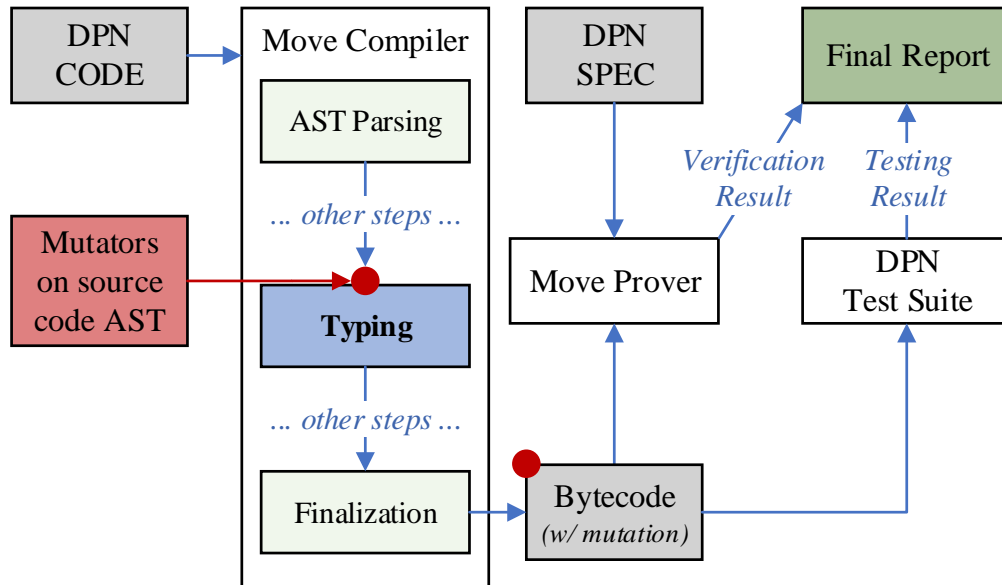 DPN
CODE
Move Compiler
DPN
SPEC
Final Report
AST Parsing
Verification
Result
Testing
Result
... other steps ...
Mutators
on source
code AST
Move Prover
DPN
Test Suite
Typing
... other steps ...
Finalization
Bytecode
(w/ mutation)